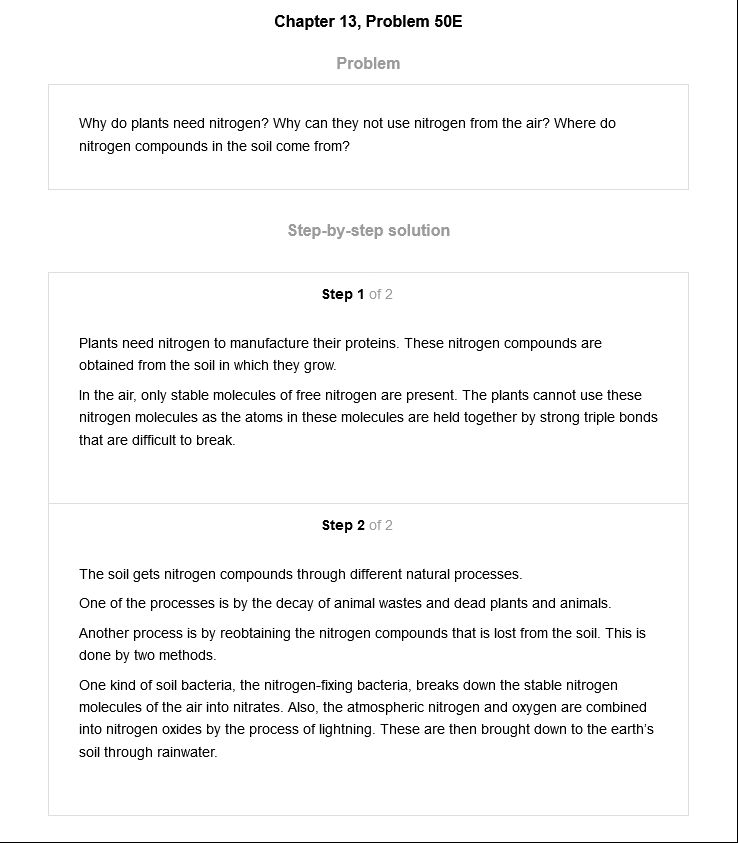 Chapter 13, Problem 50E
Problem
Why do plants need nitrogen? Why can they not use nitrogen from the air? Where do
nitrogen compounds in the soil come from?
Step-by-step solution
Step 1 of 2
Plants need nitrogen to manufacture their proteins. These nitrogen compounds are
obtained from the soil in which they grow.
In the air, only stable molecules of free nitrogen are present. The plants cannot use these
nitrogen molecules as the atoms in these molecules are held together by strong triple bonds
that are difficult to break.
Step 2 of 2
The soil gets nitrogen compounds through different natural processes.
One of the processes is by the decay of animal wastes and dead plants and animals.
Another process is by reobtaining the nitrogen compounds that is lost from the soil. This is
done by two methods.
One kind of soil bacteria, the nitrogen-fixing bacteria, breaks down the stable nitrogen
molecules of the air into nitrates. Also, the atmospheric nitrogen and oxygen are combined
into nitrogen oxides by the process of lightning. These are then brought down to the earth's
soil through rainwater.